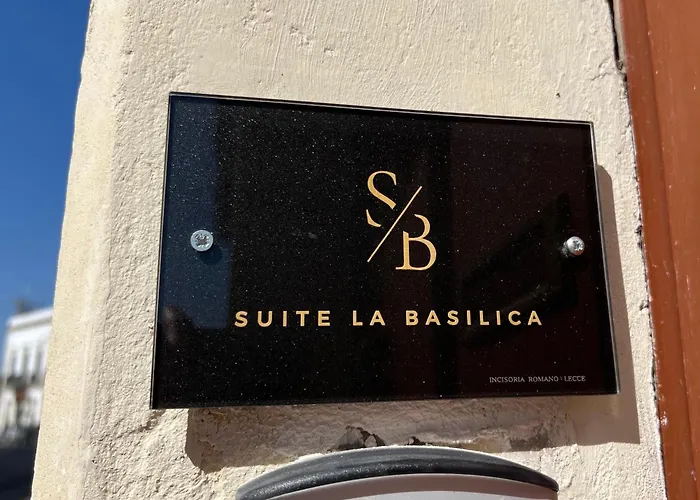 S/B
SUITE LA BASILICA
INCISORIA ROMANO : LECCE